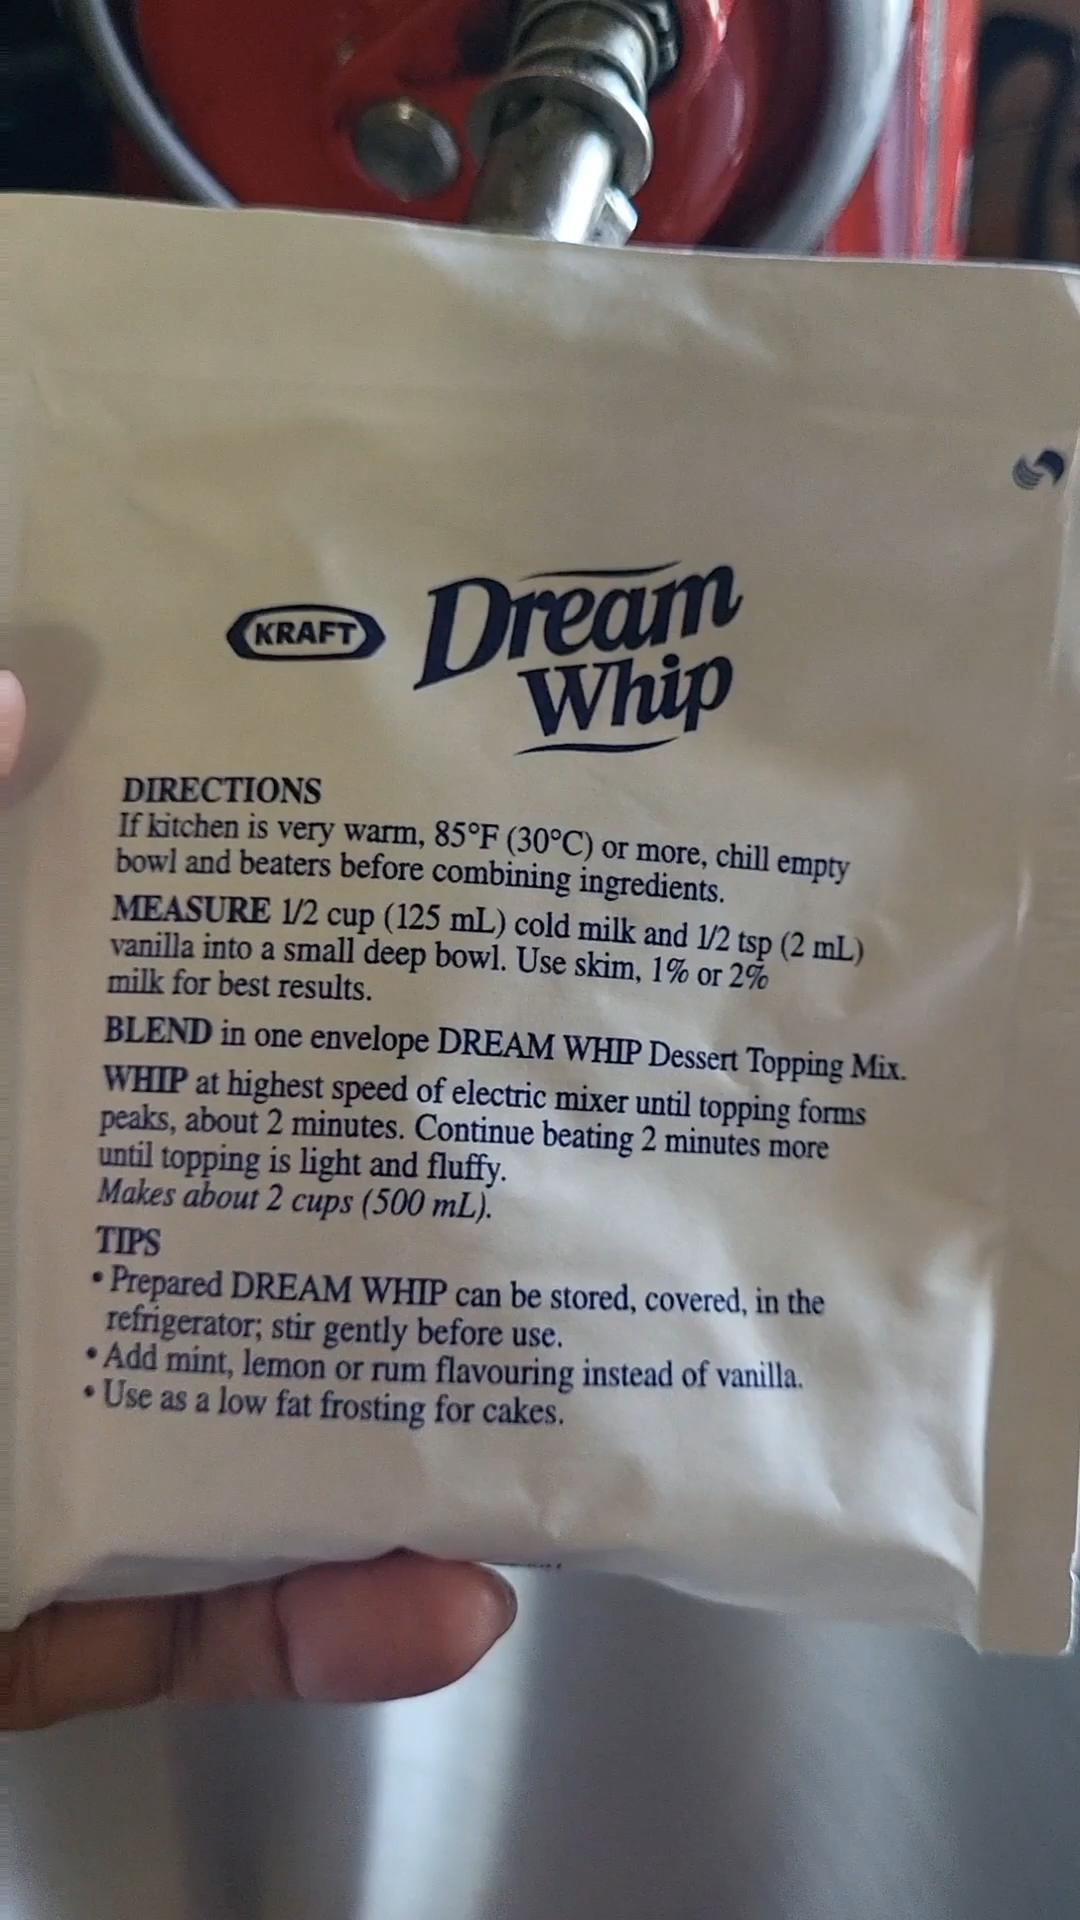 KRAFT
Dream
Whip
DIRECTIONS
If kitchen is very warm, 85°F (30°C) or more, chill empty
bowl and beaters before combining ingredients.
MEASURE 1/2 cup (125 mL) cold milk and 1/2 tsp (2 mL)
vanilla into a small deep bowl. Use skim, 1% or 2%
milk for best results.
BLEND in one envelope DREAM WHIP Dessert Topping Mix.
WHIP at highest speed of electric mixer until topping forms
peaks, about 2 minutes. Continue beating 2 minutes more
until topping is light and fluffy.
Makes about 2 cups (500 mL).
TIPS
• Prepared DREAM WHIP can be stored, covered, in the
refrigerator; stir gently before use.
• Add mint, lemon or rum flavouring instead of vanilla.
• Use as a low fat frosting for cakes.